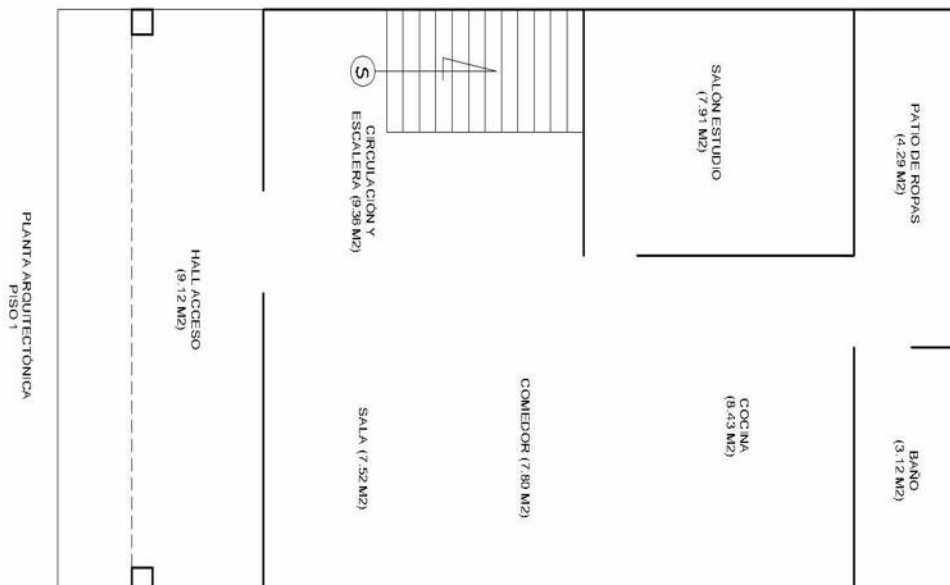 PLANTA ARQUITECTÓNICA
PISO 1
HALL ACCESO
(9.12 M2)
S
CIRCULACIÓN Y
ESCALERA (9.36 M2)
SALA (7.52 M2)
COMEDOR (7.80 M2)
SALÓN ESTUDIO
(7.91 M2)
COCINA
(8.43 M2)
PATIO DE ROPAS
(4.29 M2)
BAÑO
(3.12 M2)